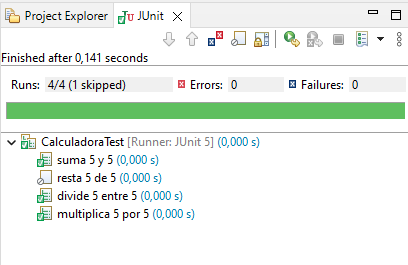 Project Explorer JUnit
Finished after 0,141 seconds
Runs: 4/4 (1 skipped) Errors: 0 Failures: 0
CalculadoraTest [Runner: JUnit 5] (0,000 s)
suma 5 y 5 (0,000 s)
resta 5 de 5 (0,000 s)
divide 5 entre 5 (0,000 s)
multiplica 5 por 5 (0,000 s)